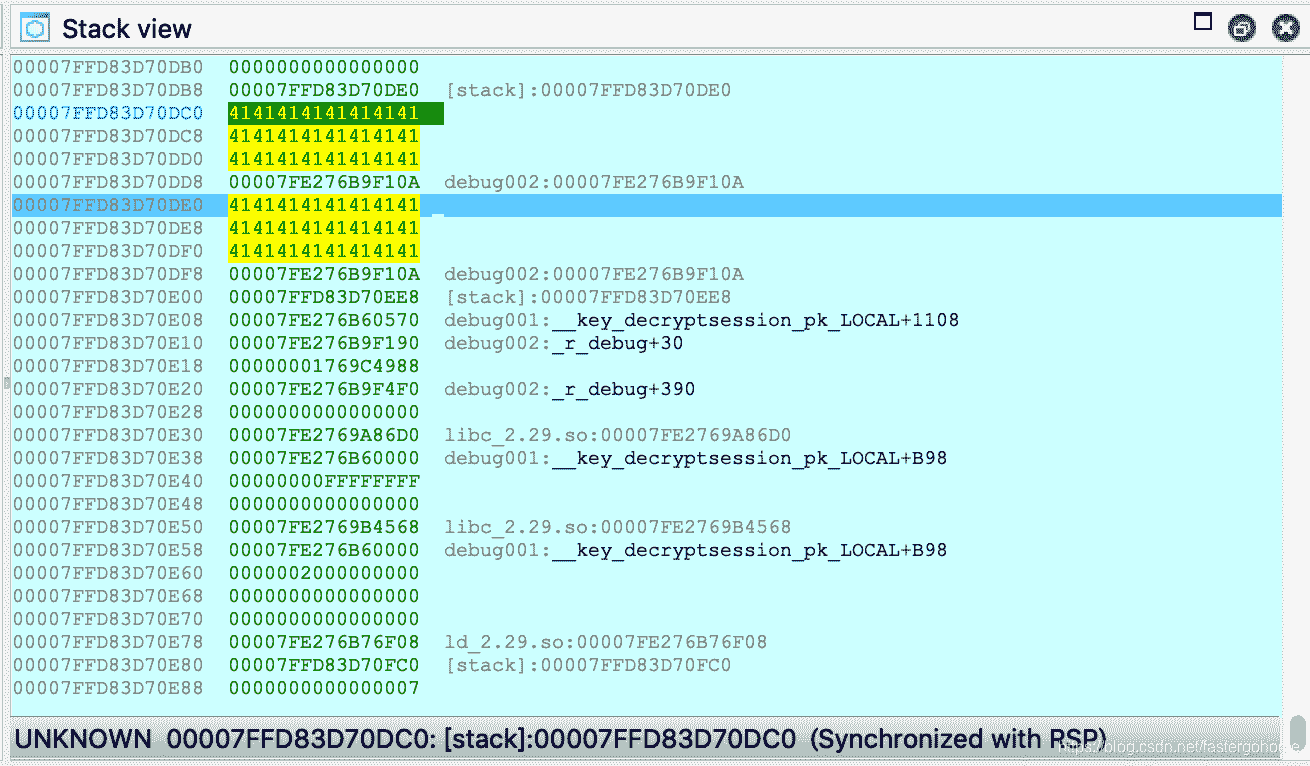 Stack view
00007FFD83D70DB0 0000000000000000
00007FFD83D70DB8 00007FFD83D70DE0 [stack]:00007FFD83D70DE0
00007FFD83D70DC0 4141414141414141
00007FFD83D70DC8 4141414141414141
00007FFD83D70DD0 4141414141414141
00007FFD83D70DD8 00007FE276B9F10A debug002:00007FE276B9F10A
00007FFD83D70DE0 4141414141414141
00007FFD83D70DE8 4141414141414141
00007FFD83D70DF0 4141414141414141
00007FFD83D70DF8 00007FE276B9F10A debug002:00007FE276B9F10A
00007FFD83D70E00 00007FFD83D70EE8 [stack]:00007FFD83D70EE8
00007FFD83D70E08 00007FE276B60570 debug001:__key_decryptsession_pk_LOCAL+1108
00007FFD83D70E10 00007FE276B9F190 debug002:_r_debug+30
00007FFD83D70E18 00000001769C4988
00007FFD83D70E20 00007FE276B9F4F0 debug002:_r_debug+390
00007FFD83D70E28 0000000000000000
00007FFD83D70E30 00007FE2769A86D0 libc_2.29.so:00007FE2769A86D0
00007FFD83D70E38 00007FE276B60000 debug001:__key_decryptsession_pk_LOCAL+B98
00007FFD83D70E40 00000000FFFFFFFF
00007FFD83D70E48 0000000000000000
00007FFD83D70E50 00007FE2769B4568 libc_2.29.so:00007FE2769B4568
00007FFD83D70E58 00007FE276B60000 debug001:__key_decryptsession_pk_LOCAL+B98
00007FFD83D70E60 0000002000000000
00007FFD83D70E68 0000000000000000
00007FFD83D70E70 0000000000000000
00007FFD83D70E78 00007FE276B76F08 ld_2.29.so:00007FE276B76F08
00007FFD83D70E80 00007FFD83D70FC0 [stack]:00007FFD83D70FC0
00007FFD83D70E88 0000000000000007
UNKNOWN 00007FFD83D70DC0: [stack]:00007FFD83D70DC0 (Synchronized with RSP)
https://blog.csdn.net/fastergohome